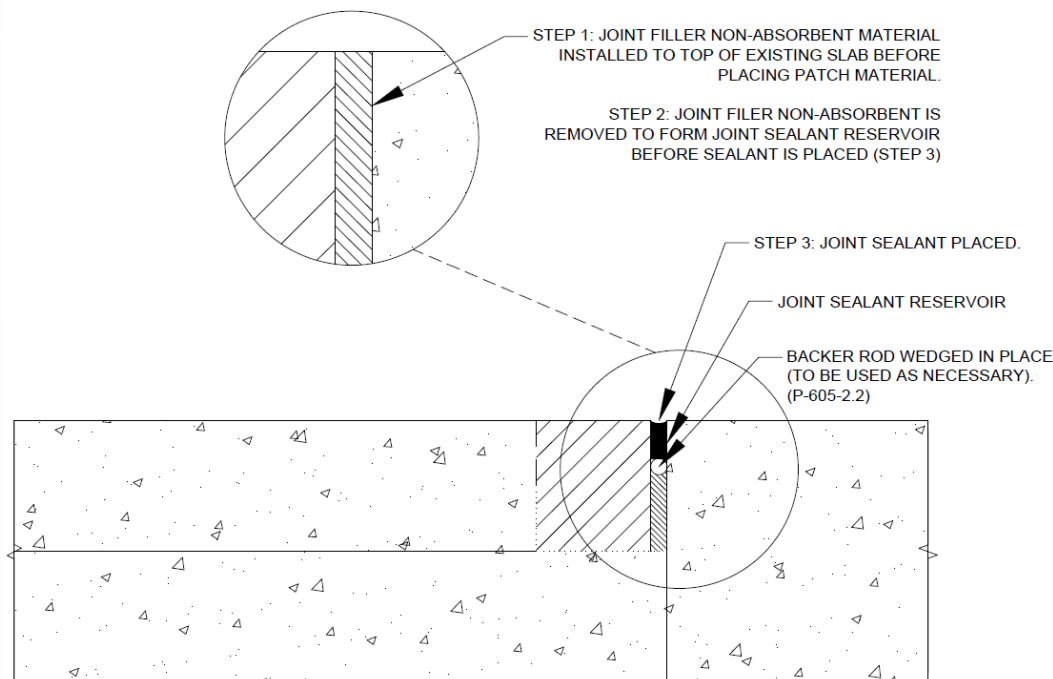 STEP 1: JOINT FILLER NON-ABSORBENT MATERIAL
INSTALLED TO TOP OF EXISTING SLAB BEFORE
PLACING PATCH MATERIAL.
STEP 2: JOINT FILER NON-ABSORBENT IS
REMOVED TO FORM JOINT SEALANT RESERVOIR
BEFORE SEALANT IS PLACED (STEP 3)
STEP 3: JOINT SEALANT PLACED.
JOINT SEALANT RESERVOIR
BACKER ROD WEDGED IN PLACE
(TO BE USED AS NECESSARY).
(P-605-2.2)